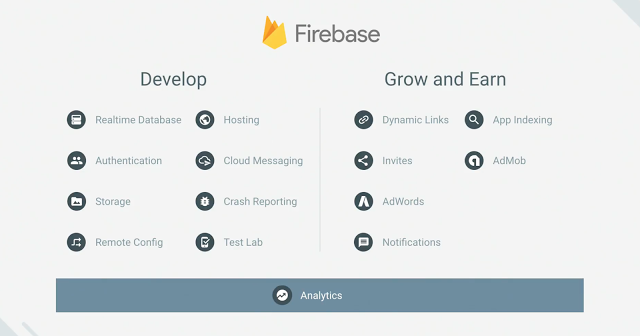 Firebase
Develop
Realtime Database
Hosting
Authentication
Cloud Messaging
Storage
Crash Reporting
Remote Config
Test Lab
Grow and Earn
Dynamic Links
App Indexing
Invites
AdMob
AdWords
Notifications
Analytics